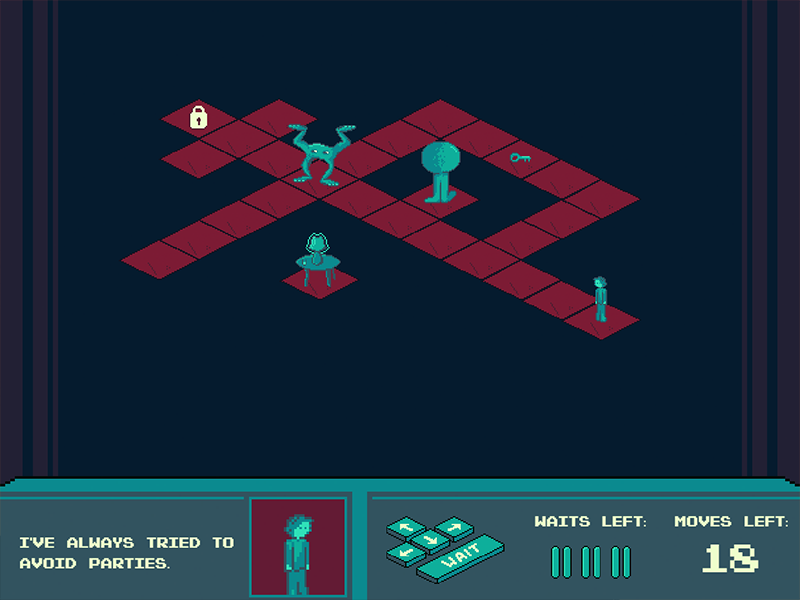 I'VE ALWAYS TRIED TO
AVOID PARTIES.
WAIT
WAITS LEFT:
MOVES LEFT:
18